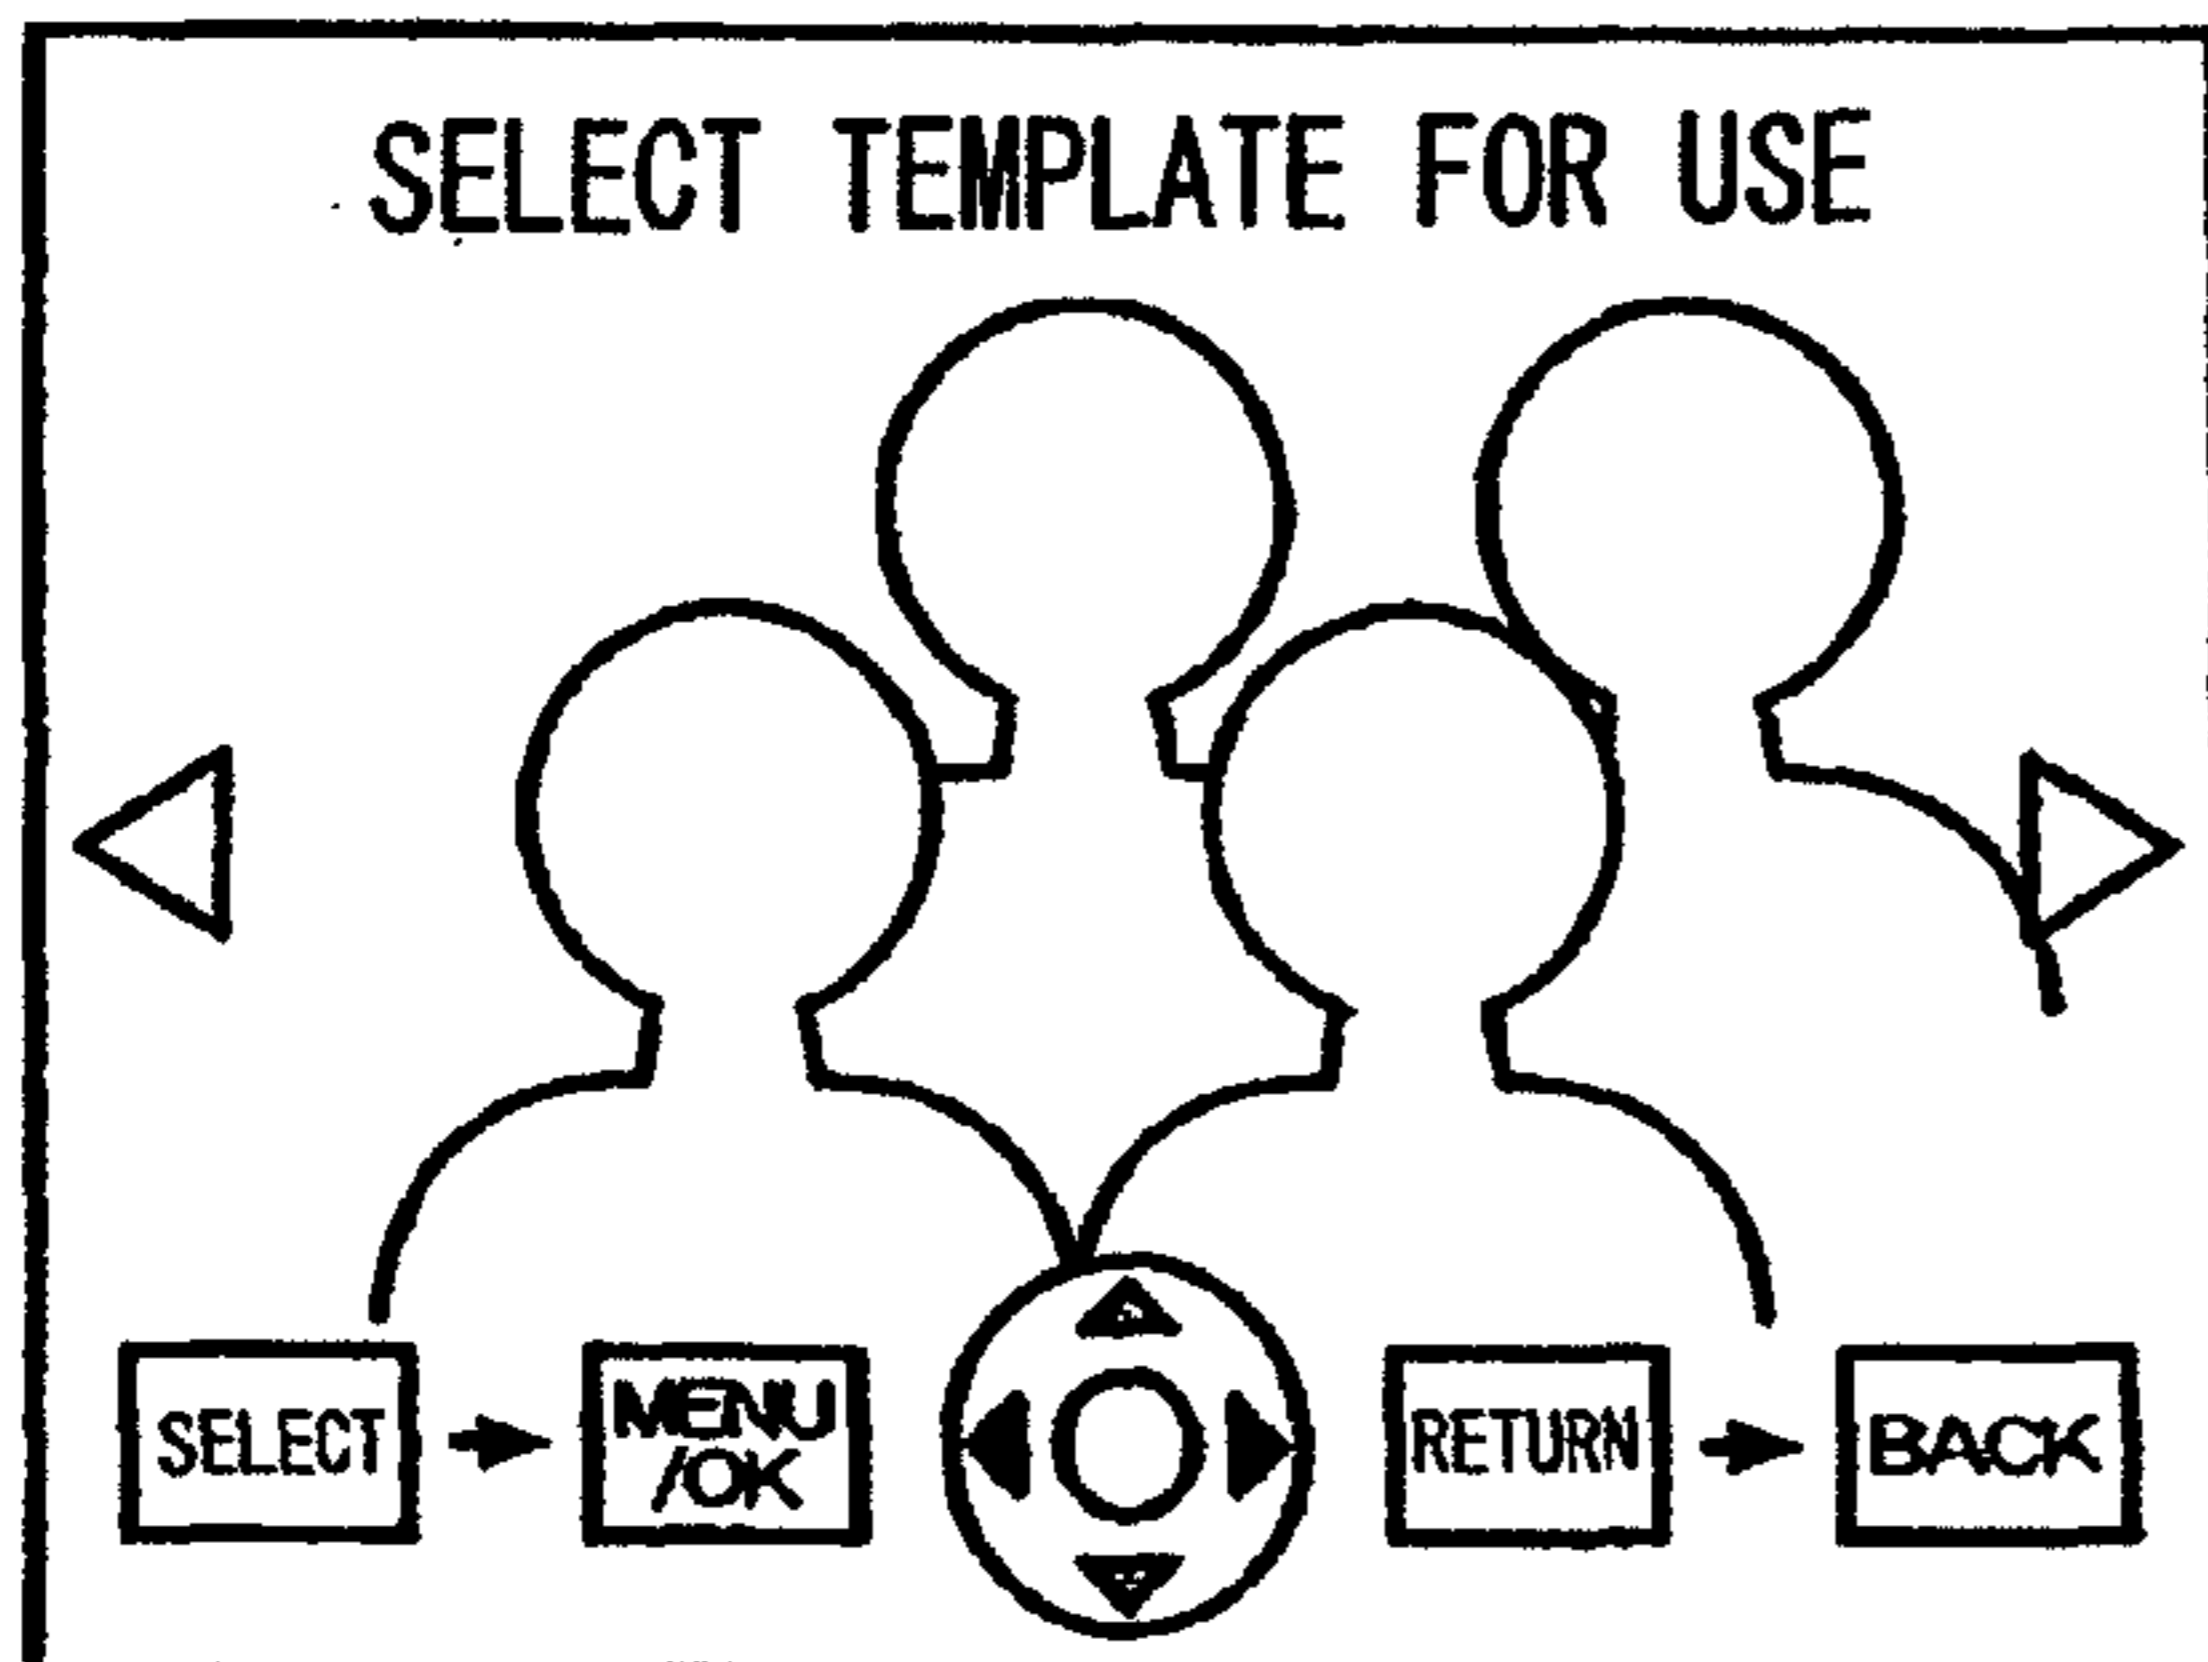 SELECT TEMPLATE FOR USE
SELECT
MENU
/OK
RETURN
BACK